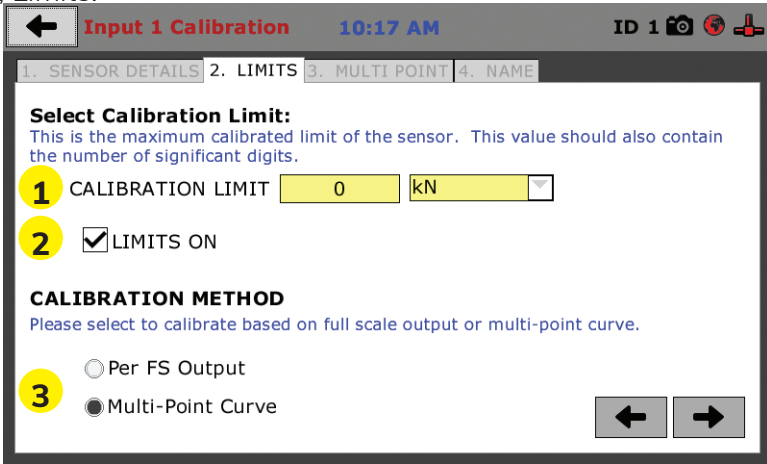 Limits.
Input 1 Calibration 10:17 AM ID 1
1. SENSOR DETAILS 2. LIMITS 3. MULTI POINT 4. NAME
Select Calibration Limit:
This is the maximum calibrated limit of the sensor. This value should also contain
the number of significant digits.
1 CALIBRATION LIMIT 0 kN
2 LIMITS ON
CALIBRATION METHOD
Please select to calibrate based on full scale output or multi-point curve.
Per FS Output
3
Multi-Point Curve